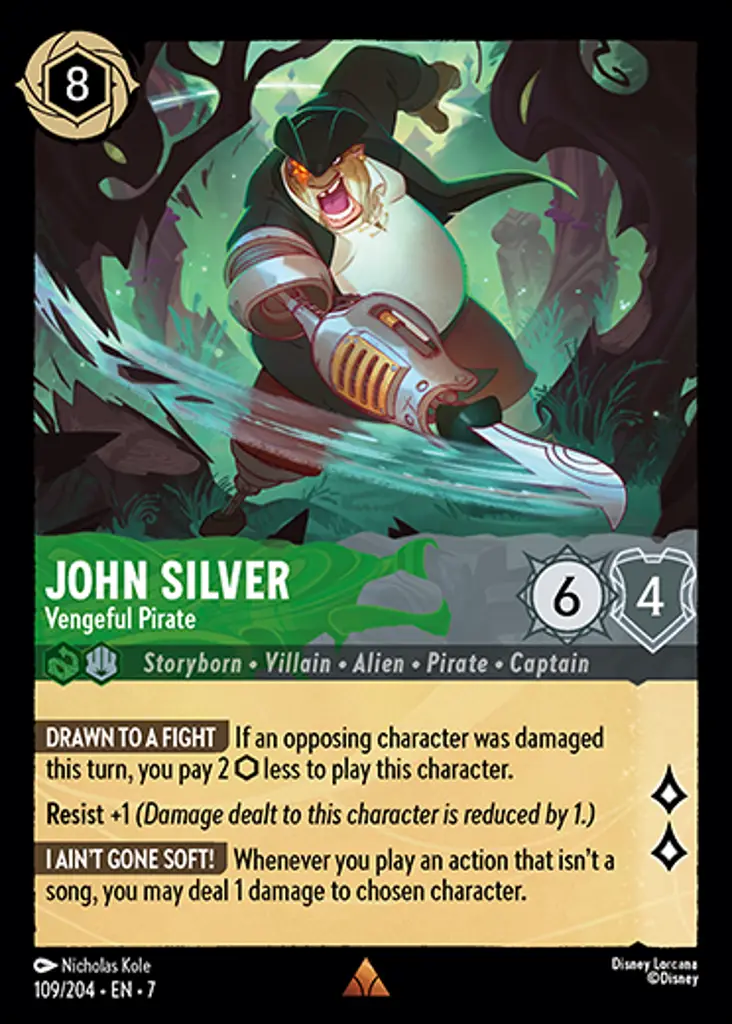 8
JOHN SILVER
Vengeful Pirate
6
4
Storyborn • Villain • Alien • Pirate • Captain
DRAWN TO A FIGHT If an opposing character was damaged
this turn, you pay 2 ⬡ less to play this character.
Resist +1 (Damage dealt to this character is reduced by 1.)
I AIN'T GONE SOFT! Whenever you play an action that isn't a
song, you may deal 1 damage to chosen character.
Nicholas Kole
109/204 • EN • 7
Disney Lorcana
©Disney